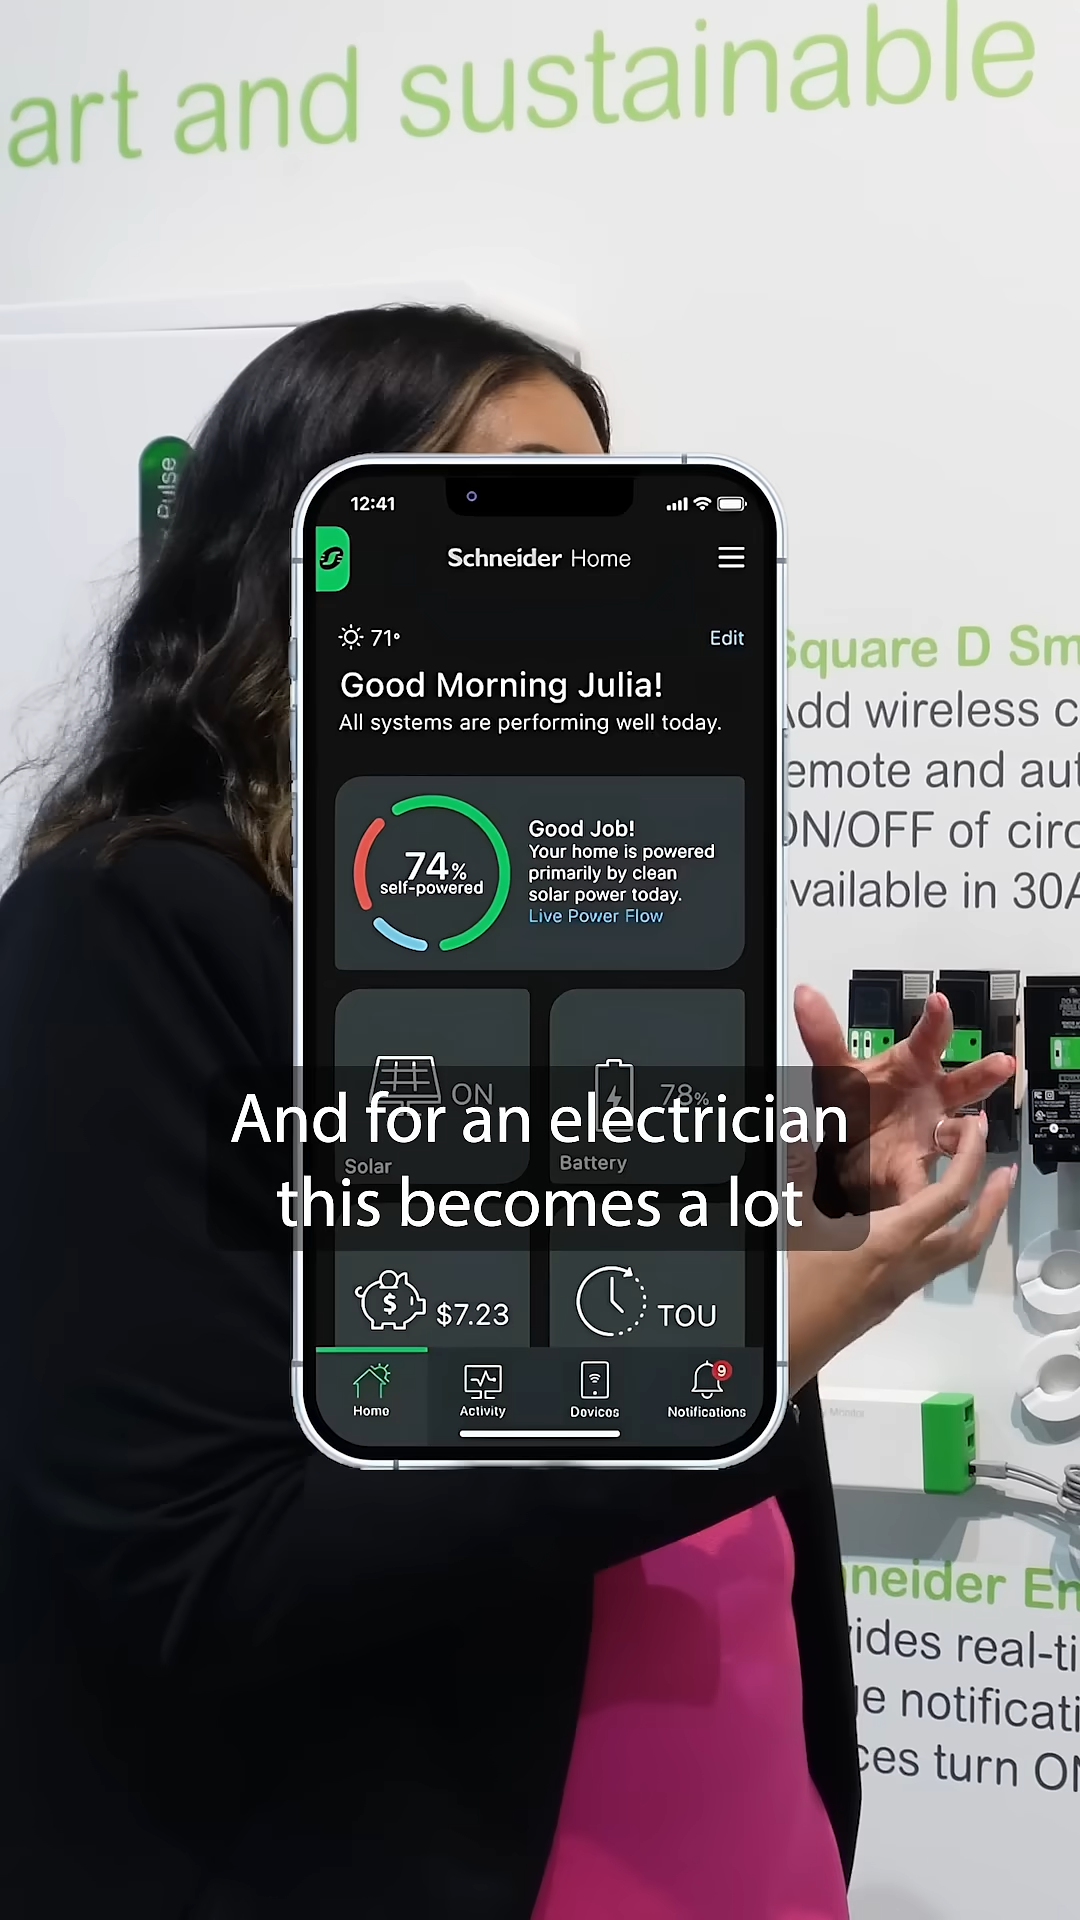 art and sustainable
Pulse
12:41
Schneider Home
71°
Edit
Good Morning Julia!
All systems are performing well today.
74%
self-powered
Good Job!
Your home is powered
primarily by clean
solar power today.
Live Power Flow
ON
Solar
78%
Battery
And for an electrician
this becomes a lot
$
$7.23
TOU
Home
Activity
Devices
9
Notifications
Square D Sm
Add wireless c
emote and aut
ON/OFF of circ
vailable in 30A
Monitor
neider En
ides real-ti
e notificati
ces turn ON